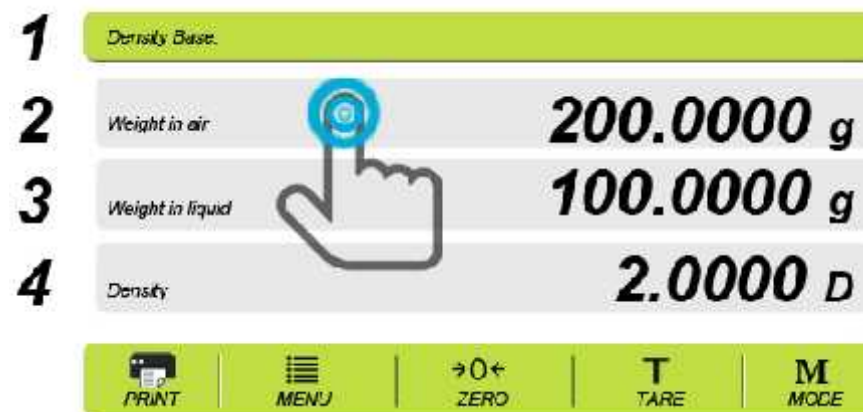 1 Density Base.
2 Weight in air 200.0000 g
3 Weight in liquid 100.0000 g
4 Density 2.0000 D
PRINT MENU →0← ZERO T TARE M MODE